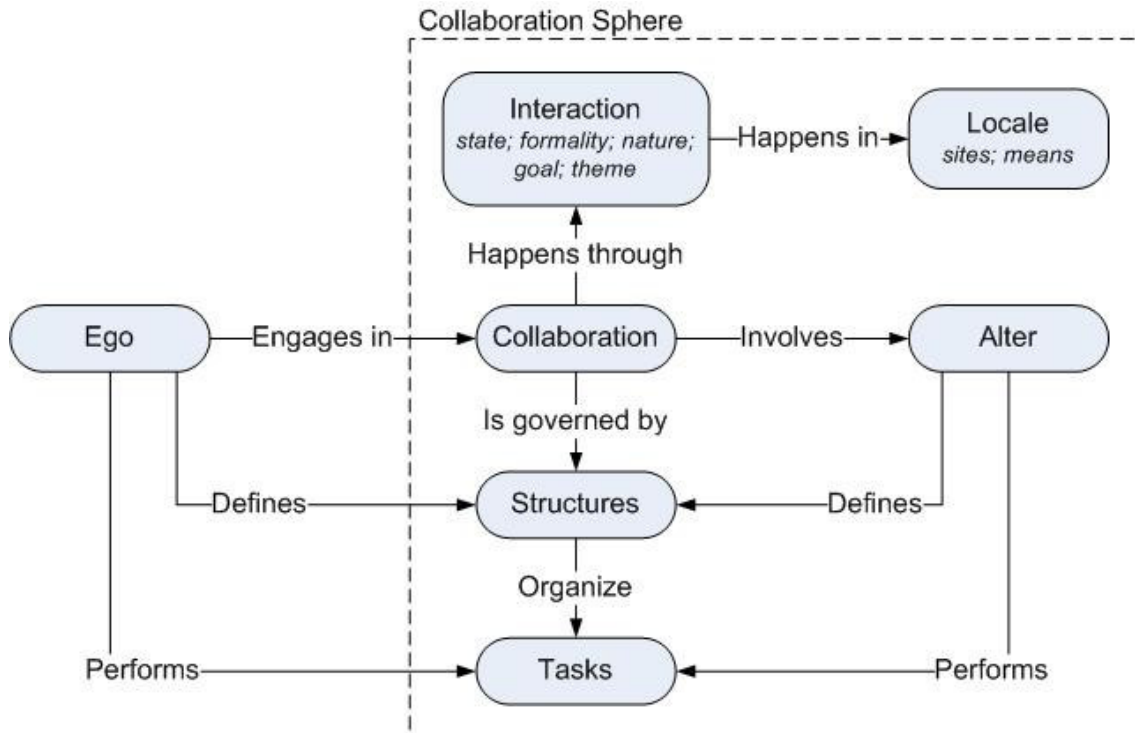 Collaboration Sphere
Interaction
state; formality; nature;
goal; theme
Happens in
Locale
sites; means
Happens through
Ego
Engages in
Collaboration
Involves
Alter
Is governed by
Defines
Structures
Defines
Organize
Performs
Tasks
Performs